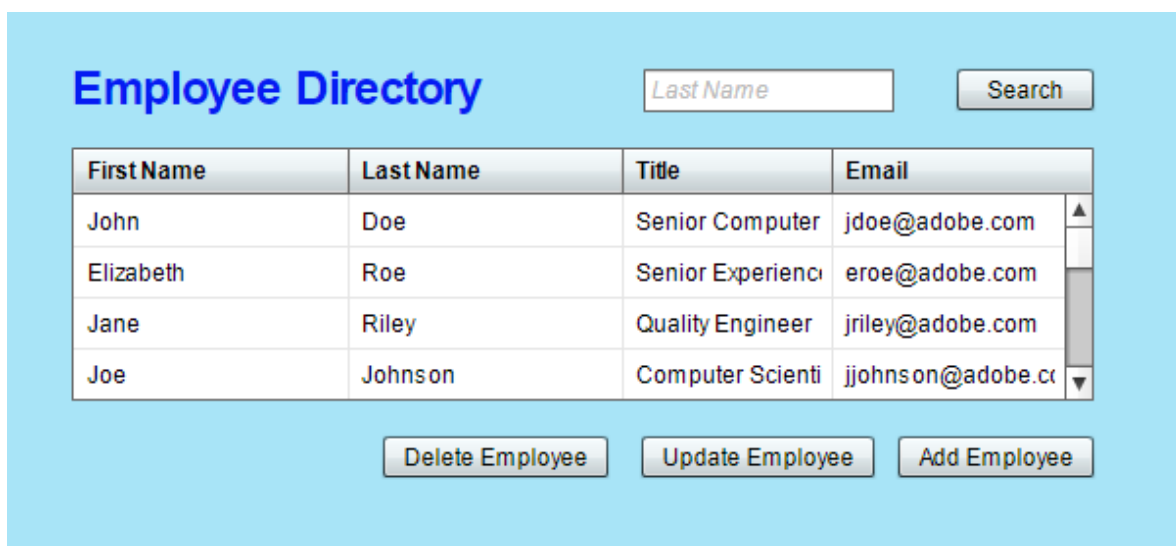 Employee Directory Last Name Search
First Name Last Name Title Email
John Doe Senior Computer jdoe@adobe.com
Elizabeth Roe Senior Experience eroe@adobe.com
Jane Riley Quality Engineer jriley@adobe.com
Joe Johnson Computer Scienti jjohnson@adobe.co
Delete Employee Update Employee Add Employee